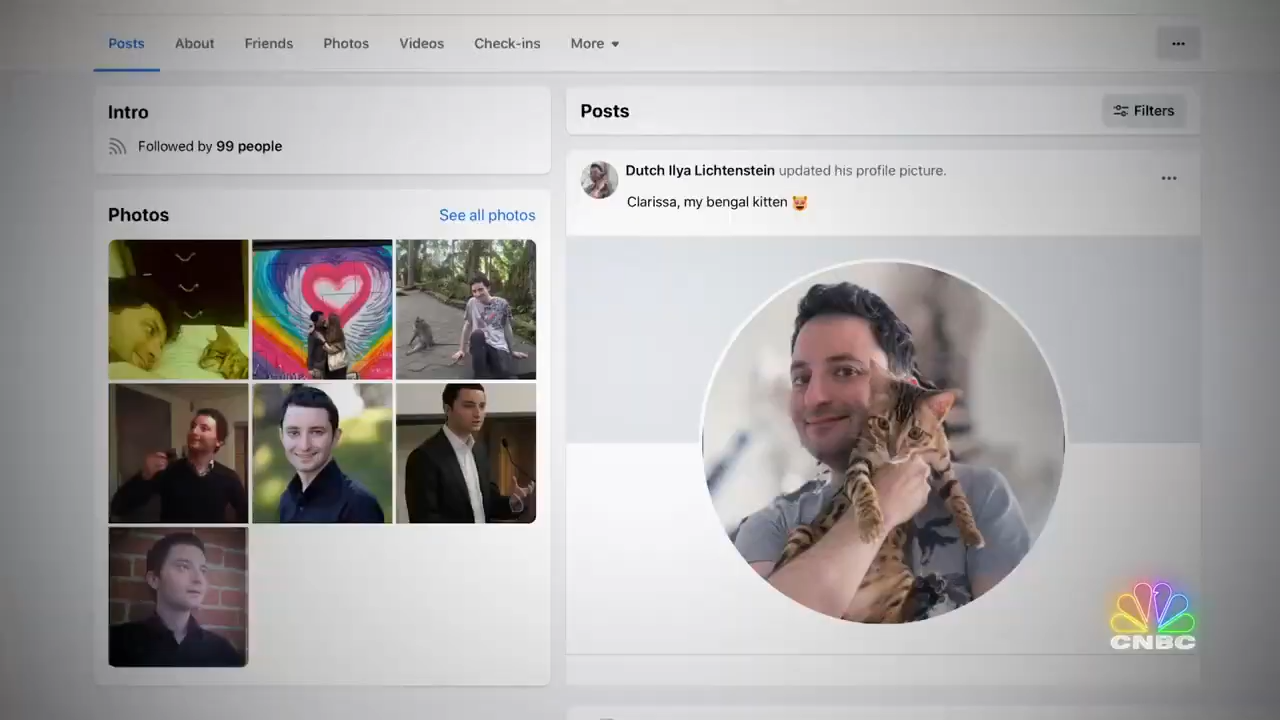 Posts
About
Friends
Photos
Videos
Check-ins
More
Intro
Followed by 99 people
Photos
See all photos
Posts
Filters
Dutch Ilya Lichtenstein updated his profile picture.
Clarissa, my bengal kitten 😻
CNBC